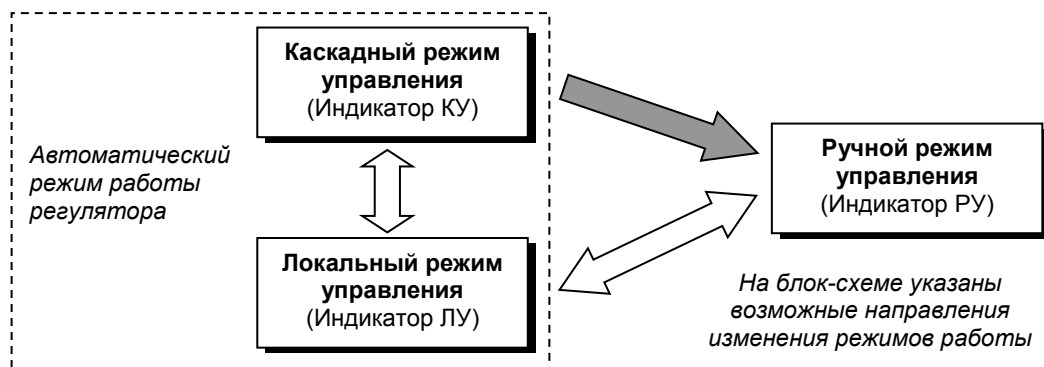 Каскадный режим
управления
(Индикатор КУ)
Автоматический
режим работы
регулятора
Ручной режим
управления
(Индикатор РУ)
Локальный режим
управления
(Индикатор ЛУ)
На блок-схеме указаны
возможные направления
изменения режимов работы